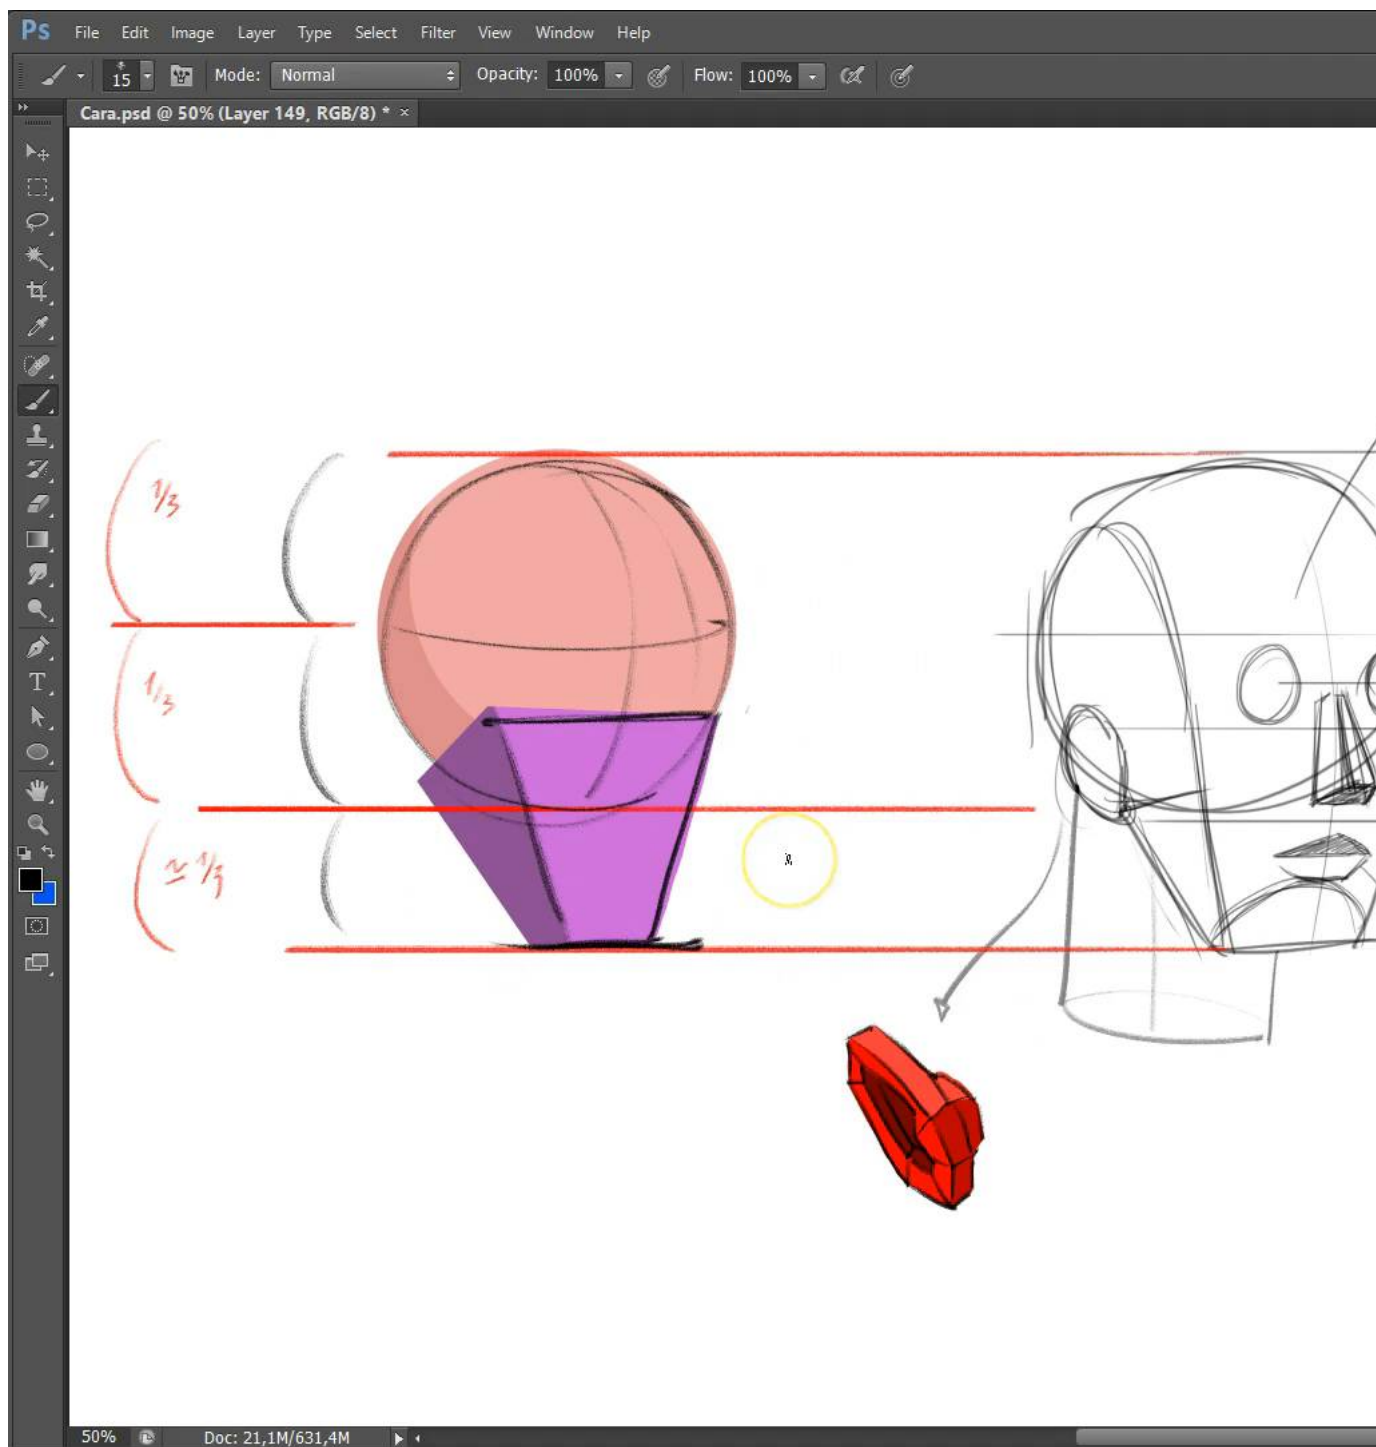 Ps File Edit Image Layer Type Select Filter View Window Help
15 Mode: Normal Opacity: 100% Flow: 100%
Cara.psd @ 50% (Layer 149, RGB/8) * ×
1/3
1/3
≃ 1/3
50% Doc: 21,1M/631,4M